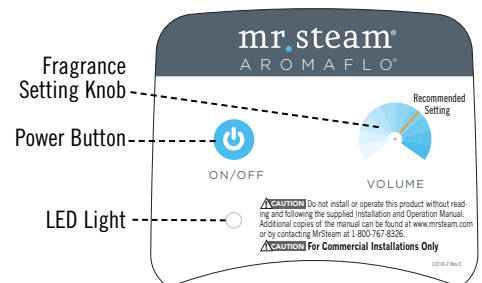 mr.steam®
AROMAFLO®
Fragrance
Setting Knob
Recommended
Setting
Power Button
ON/OFF
VOLUME
LED Light
CAUTION Do not install or operate this product without read-
ing and following the supplied Installation and Operation Manual.
Additional copies of the manual can be found at www.mrsteam.com
or by contacting MrSteam at 1-800-767-8326.
CAUTION For Commercial Installations Only